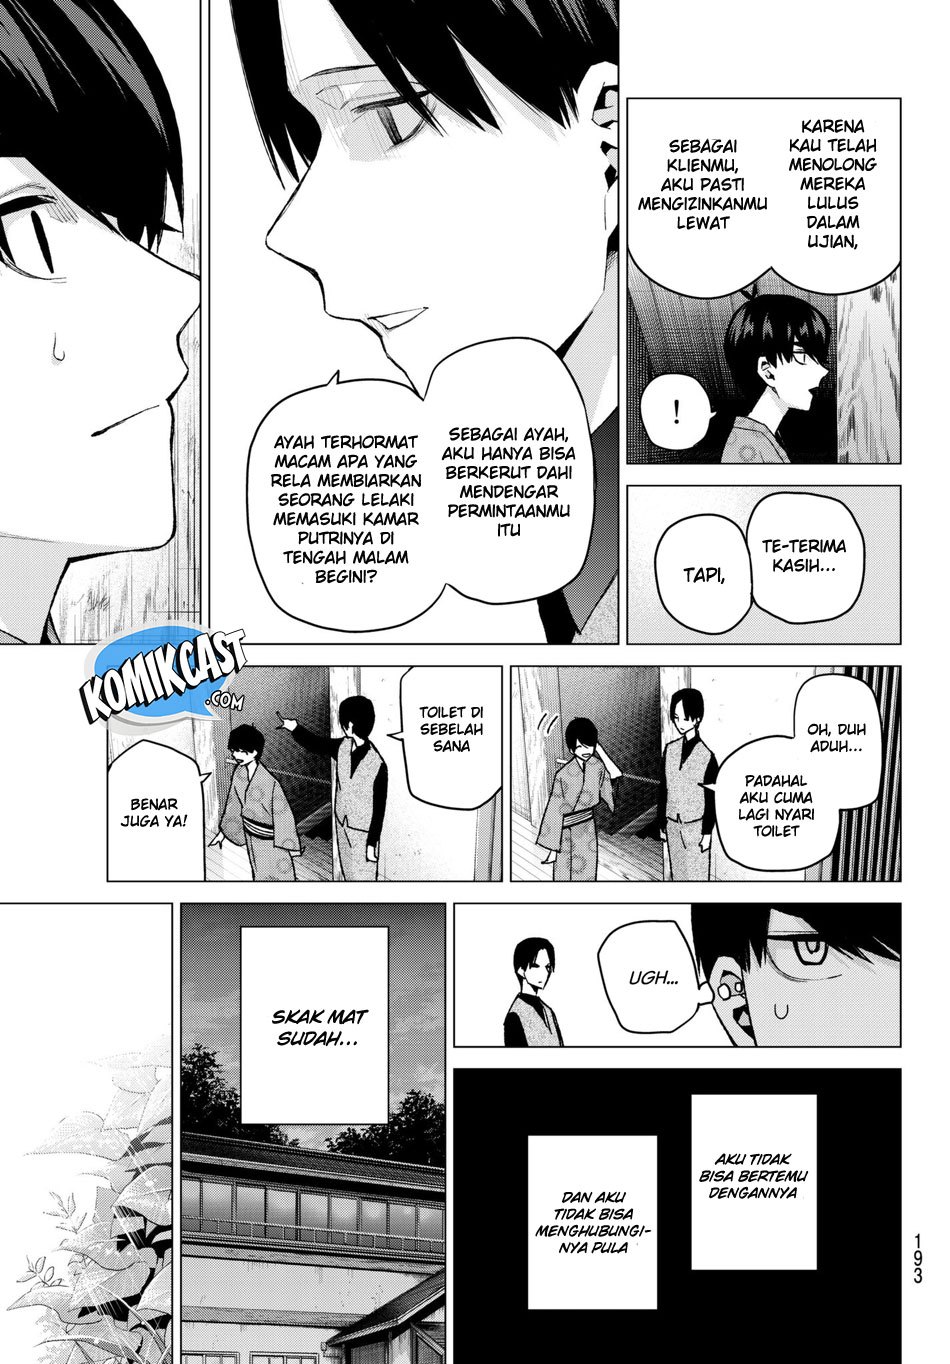 KARENA
KAU TELAH
MENOLONG
MEREKA
LULUS
DALAM
UJIAN,
SEBAGAI
KLIENMU,
AKU PASTI
MENGIZINKANMU
LEWAT
!
TE-TERIMA
KASIH...
TAPI,
SEBAGAI AYAH,
AKU HANYA BISA
BERKERUT DAHI
MENDENGAR
PERMINTAANMU
ITU
AYAH TERHORMAT
MACAM APA YANG
RELA MEMBIARKAN
SEORANG LELAKI
MEMASUKI KAMAR
PUTRINYA DI
TENGAH MALAM
BEGINI?
KOMIKCAST
.COM
OH, DUH
ADUH...
PADAHAL
AKU CUMA
LAGI NYARI
TOILET
TOILET DI
SEBELAH
SANA
BENAR
JUGA YA!
UGH...
AKU TIDAK
BISA BERTEMU
DENGANNYA
DAN AKU
TIDAK BISA
MENGHUBUNGI-
NYA PULA
SKAK MAT
SUDAH...
193